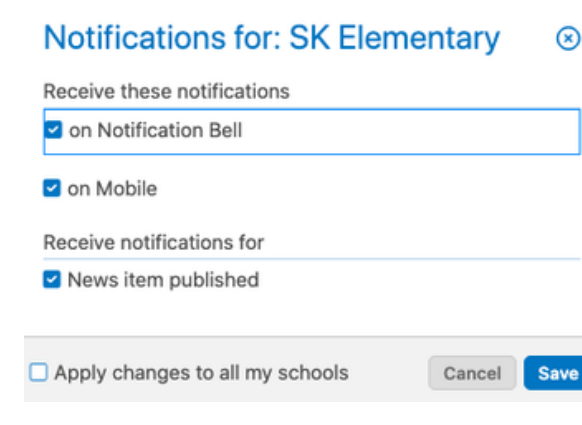 Notifications for: SK Elementary
Receive these notifications
on Notification Bell
on Mobile
Receive notifications for
News item published
Apply changes to all my schools Cancel Save